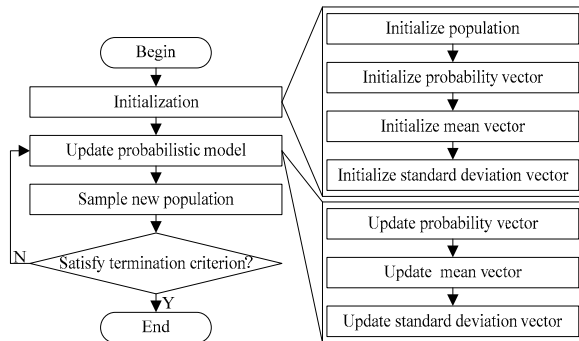 Begin
Initialization
Update probabilistic model
Sample new population
N
Satisfy termination criterion?
Y
End
Initialize population
Initialize probability vector
Initialize mean vector
Initialize standard deviation vector
Update probability vector
Update mean vector
Update standard deviation vector